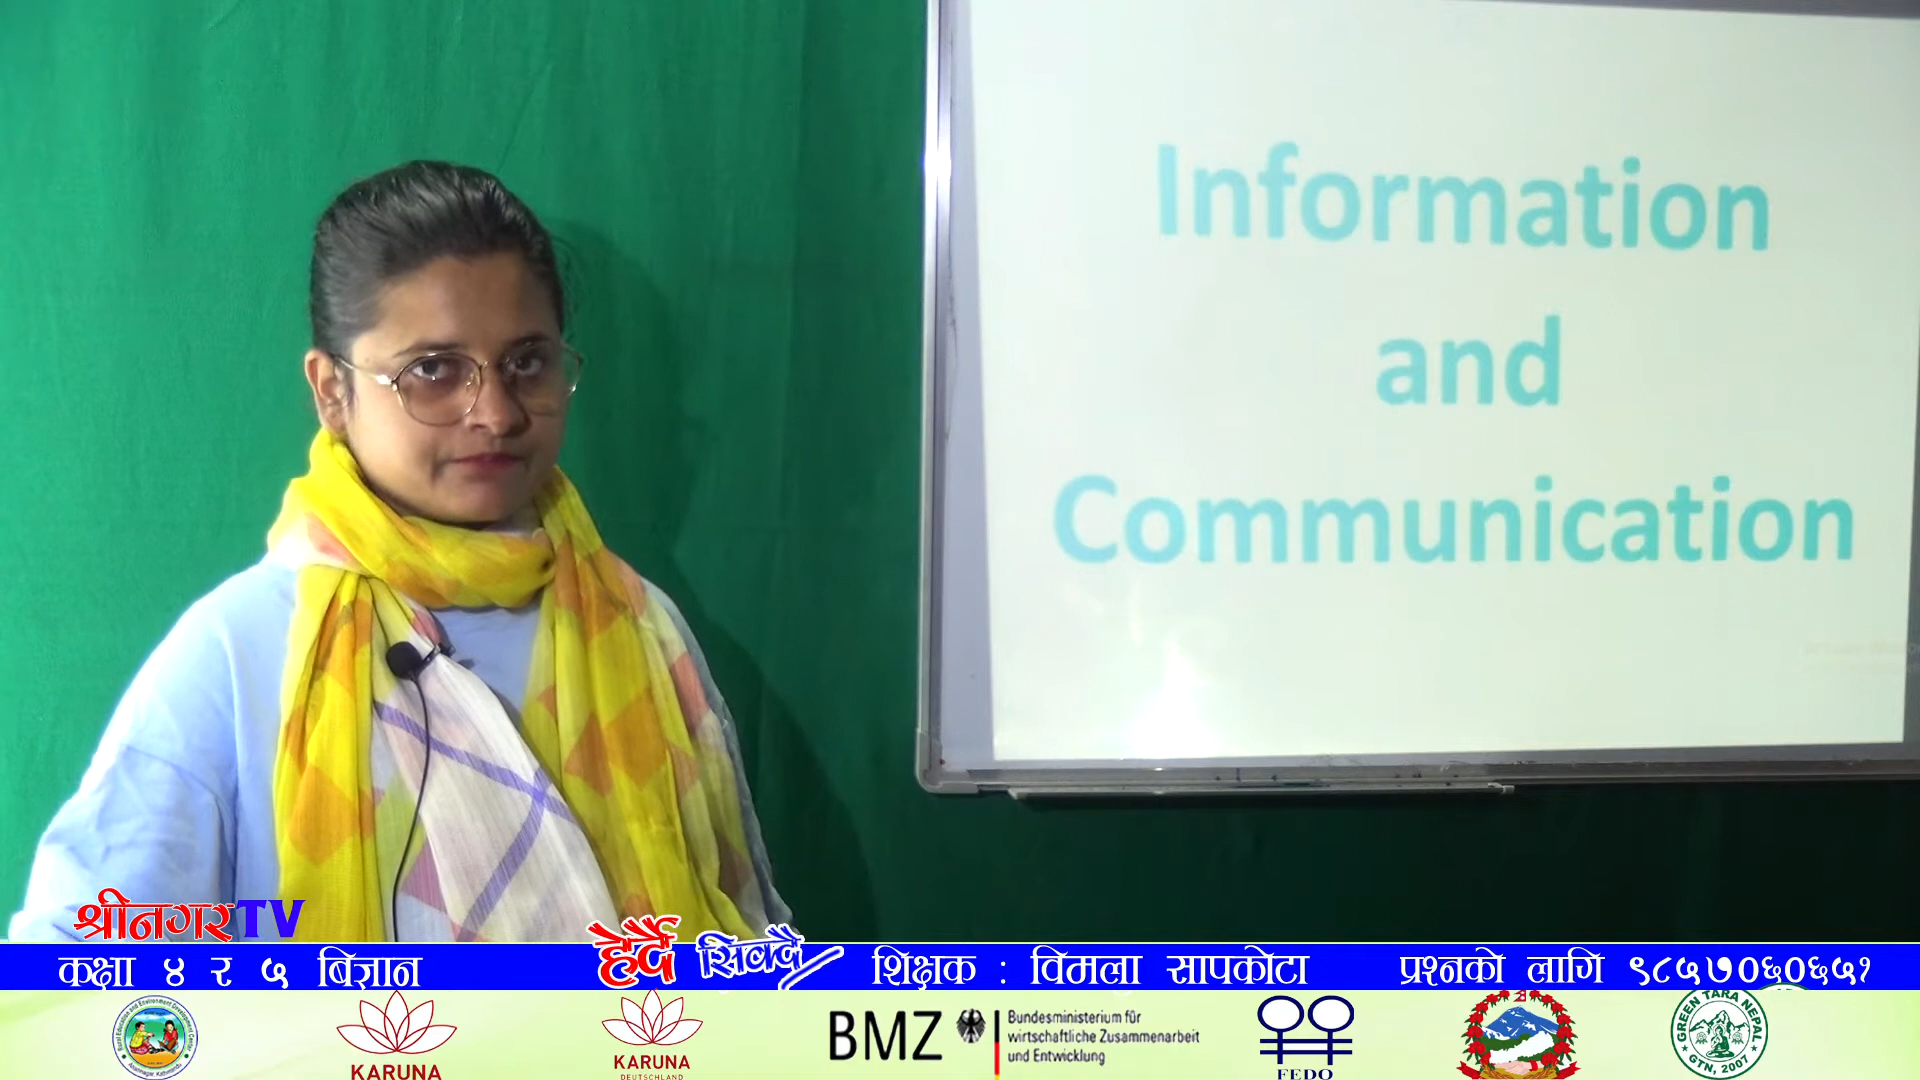 Information
and
Communication
श्रीनगरTV
हेर्दै सिक्दै
कक्षा ४ र ५ बिज्ञान
शिक्षक : विमला सापकोटा
प्रश्नको लागि ९८५७०६०६५१
KARUNA
KARUNA
DEUTSCHLAND
BMZ
Bundesministerium für
wirtschaftliche Zusammenarbeit
und Entwicklung
FEDO
GREEN TARA NEPAL
GTN, 2007